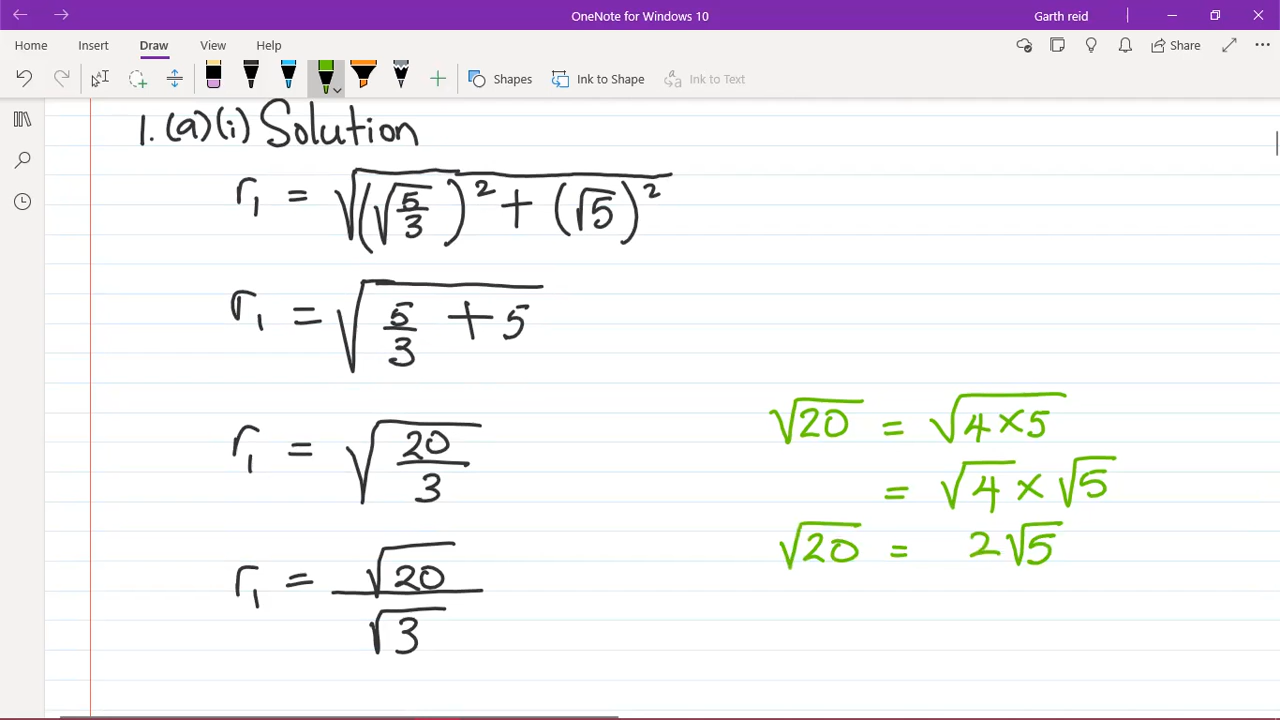 OneNote for Windows 10
Garth reid
Home Insert Draw View Help
Share
Shapes Ink to Shape Ink to Text
1. (a)(i) Solution
r₁ = √((√(5/3))² + (√5)²)
r₁ = √(5/3 + 5)
r₁ = √(20/3)
r₁ = √20/√3
√20 = √(4×5)
= √4 × √5
√20 = 2√5